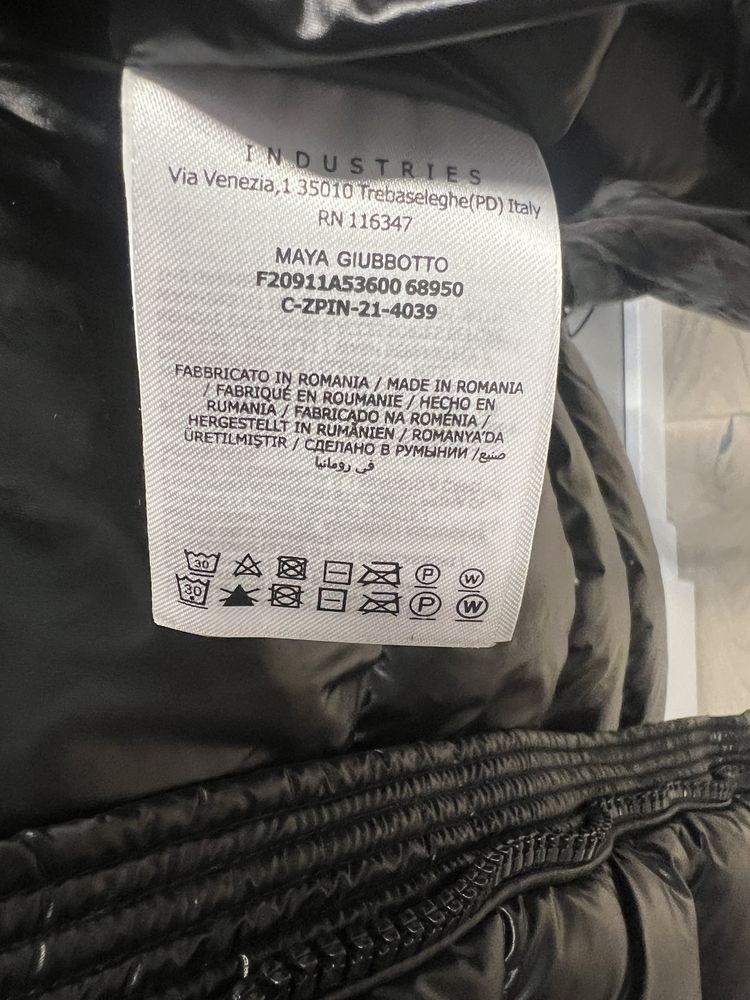 INDUSTRIES
Via Venezia,1 35010 Trebaseleghe(PD) Italy
RN 116347
MAYA GIUBBOTTO
F20911A53600 68950
C-ZPIN-21-4039
FABBRICATO IN ROMANIA / MADE IN ROMANIA
/ FABRIQUÉ EN ROUMANIE / HECHO EN
RUMANIA / FABRICADO NA ROMÉNIA /
HERGESTELLT IN RUMÄNIEN / ROMANYA'DA
ÜRETILMIŞTIR / СДЕЛАНО В РУМЫНИИ / صنع
في رومانيا
30 P W
30 P W